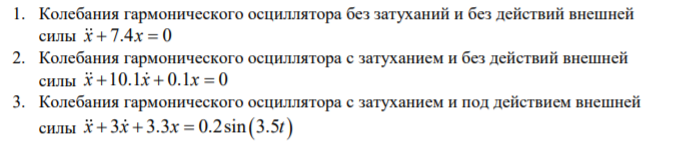 1. Колебания гармонического осциллятора без затуханий и без действий внешней
силы ẍ + 7.4x = 0
2. Колебания гармонического осциллятора с затуханием и без действий внешней
силы ẍ + 10.1ẋ + 0.1x = 0
3. Колебания гармонического осциллятора с затуханием и под действием внешней
силы ẍ + 3ẋ + 3.3x = 0.2sin(3.5t)